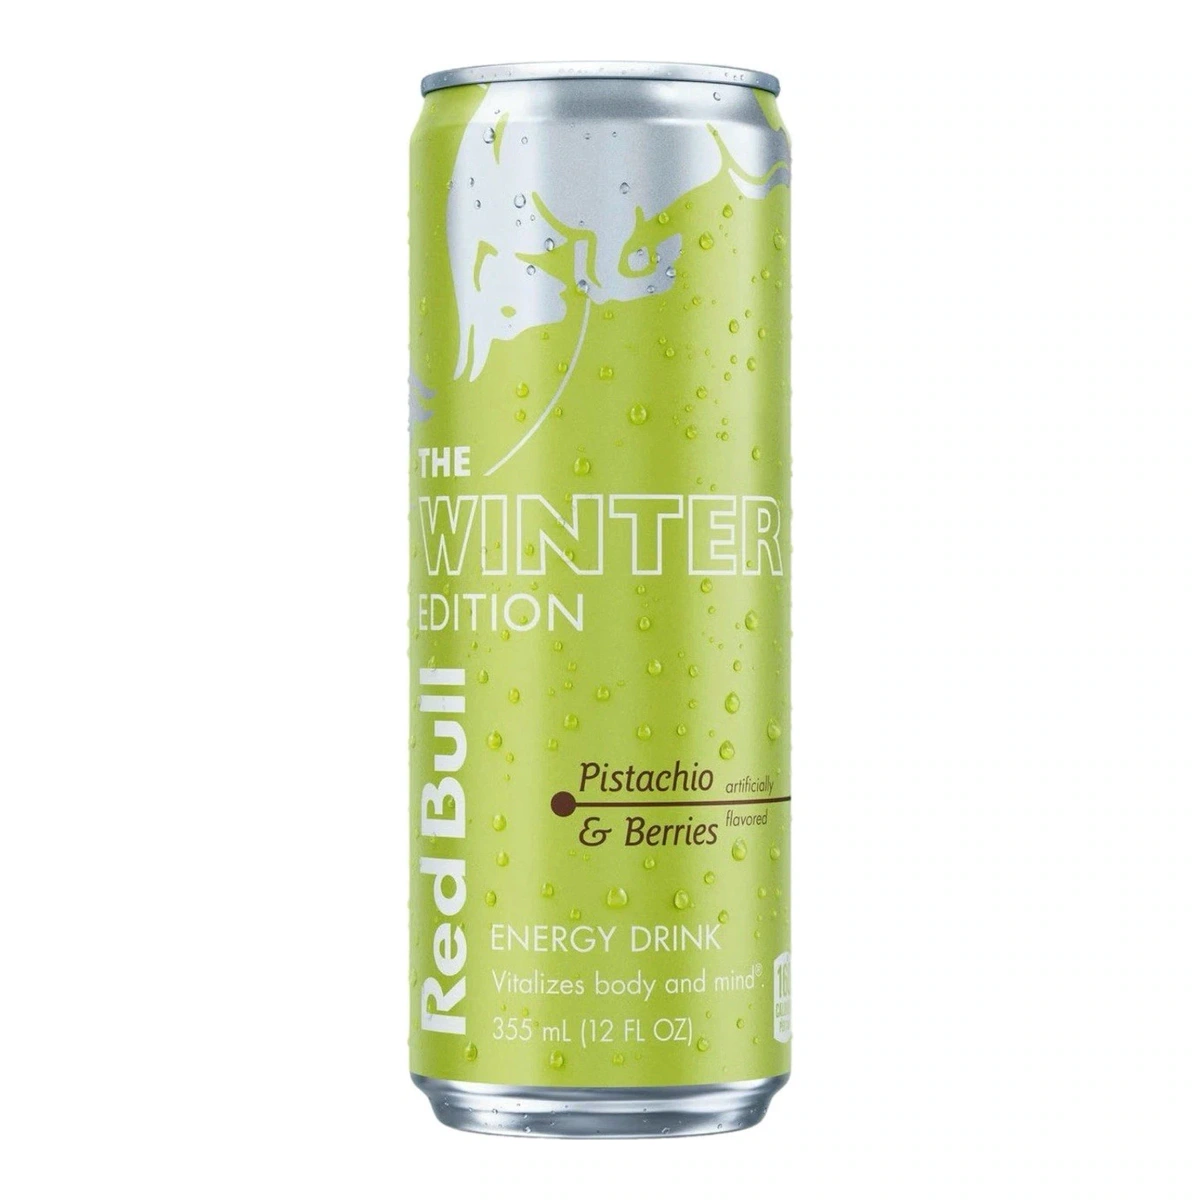 THE
WINTER
EDITION
Red Bull
Pistachio
& Berries
artificially
flavored
ENERGY DRINK
Vitalizes body and mind®.
355 mL (12 FL OZ)